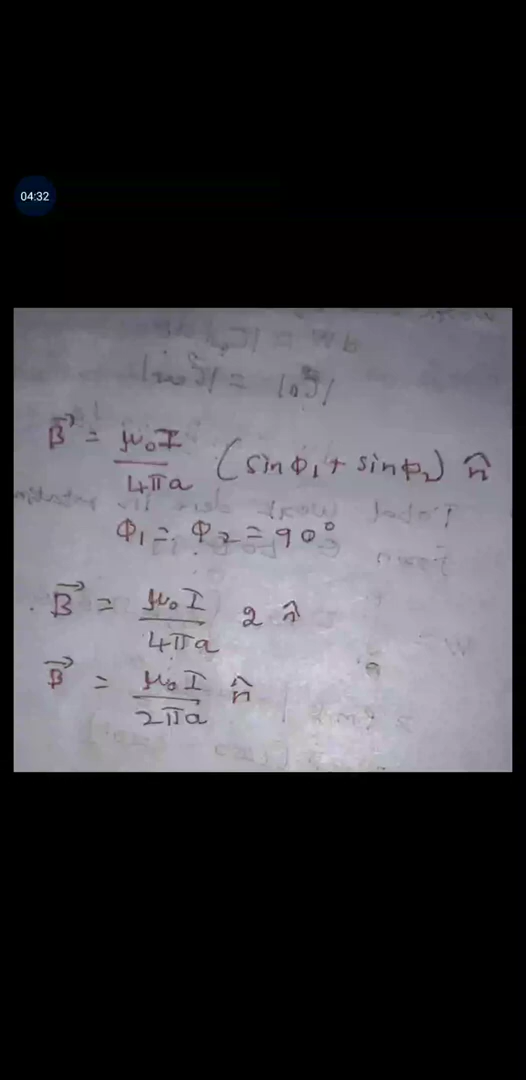 04:32
B⃗ = μ₀I / 4πa (sin φ₁ + sin φ₂) n̂
φ₁ = φ₂ = 90°
B⃗ = μ₀I / 4πa 2 n̂
B⃗ = μ₀I / 2πa n̂